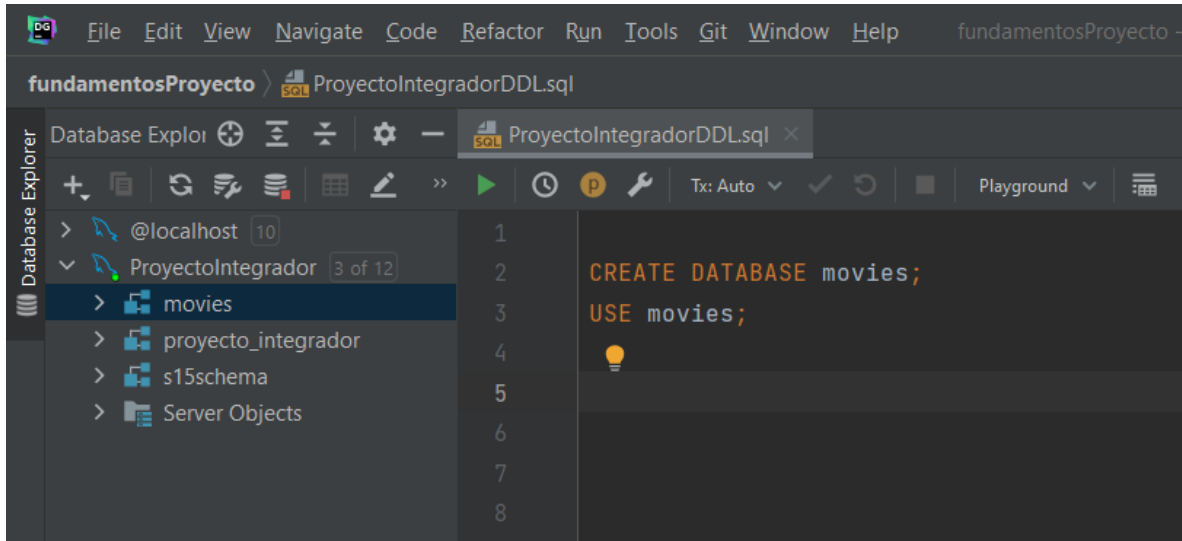 DG
File Edit View Navigate Code Refactor Run Tools Git Window Help fundamentosProyecto -
fundamentosProyecto SQL ProyectoIntegradorDDL.sql
Database Explorer
Database Explor
SQL ProyectoIntegradorDDL.sql
p Tx: Auto Playground
@localhost 10
ProyectoIntegrador 3 of 12
movies
proyecto_integrador
s15schema
Server Objects
1
2 CREATE DATABASE movies;
3 USE movies;
4
5
6
7
8